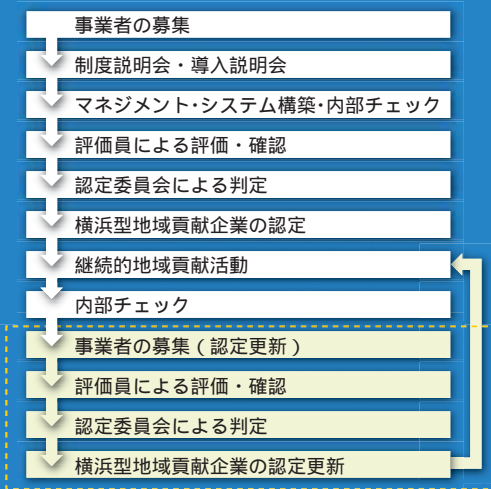 事業者の募集
制度説明会・導入説明会
マネジメント・システム構築・内部チェック
評価員による評価・確認
認定委員会による判定
横浜型地域貢献企業の認定
継続的地域貢献活動
内部チェック
事業者の募集（認定更新）
評価員による評価・確認
認定委員会による判定
横浜型地域貢献企業の認定更新